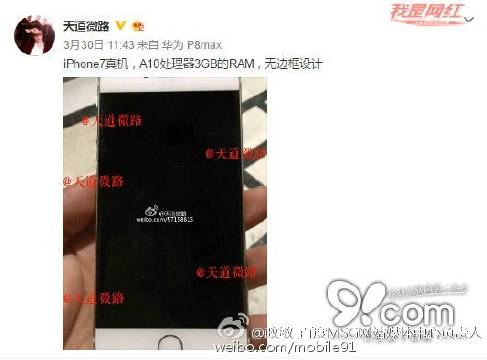 我是网红
天道微路
3月30日 11:43 来自 华为 P8max
iPhone7真机，A10处理器3GB的RAM，无边框设计
@天道微路
@天道微路
@天道微路
@天道微路
weibo.com/57158815
@天道微路
@天道微路
91.com
weibo.com/mobile91